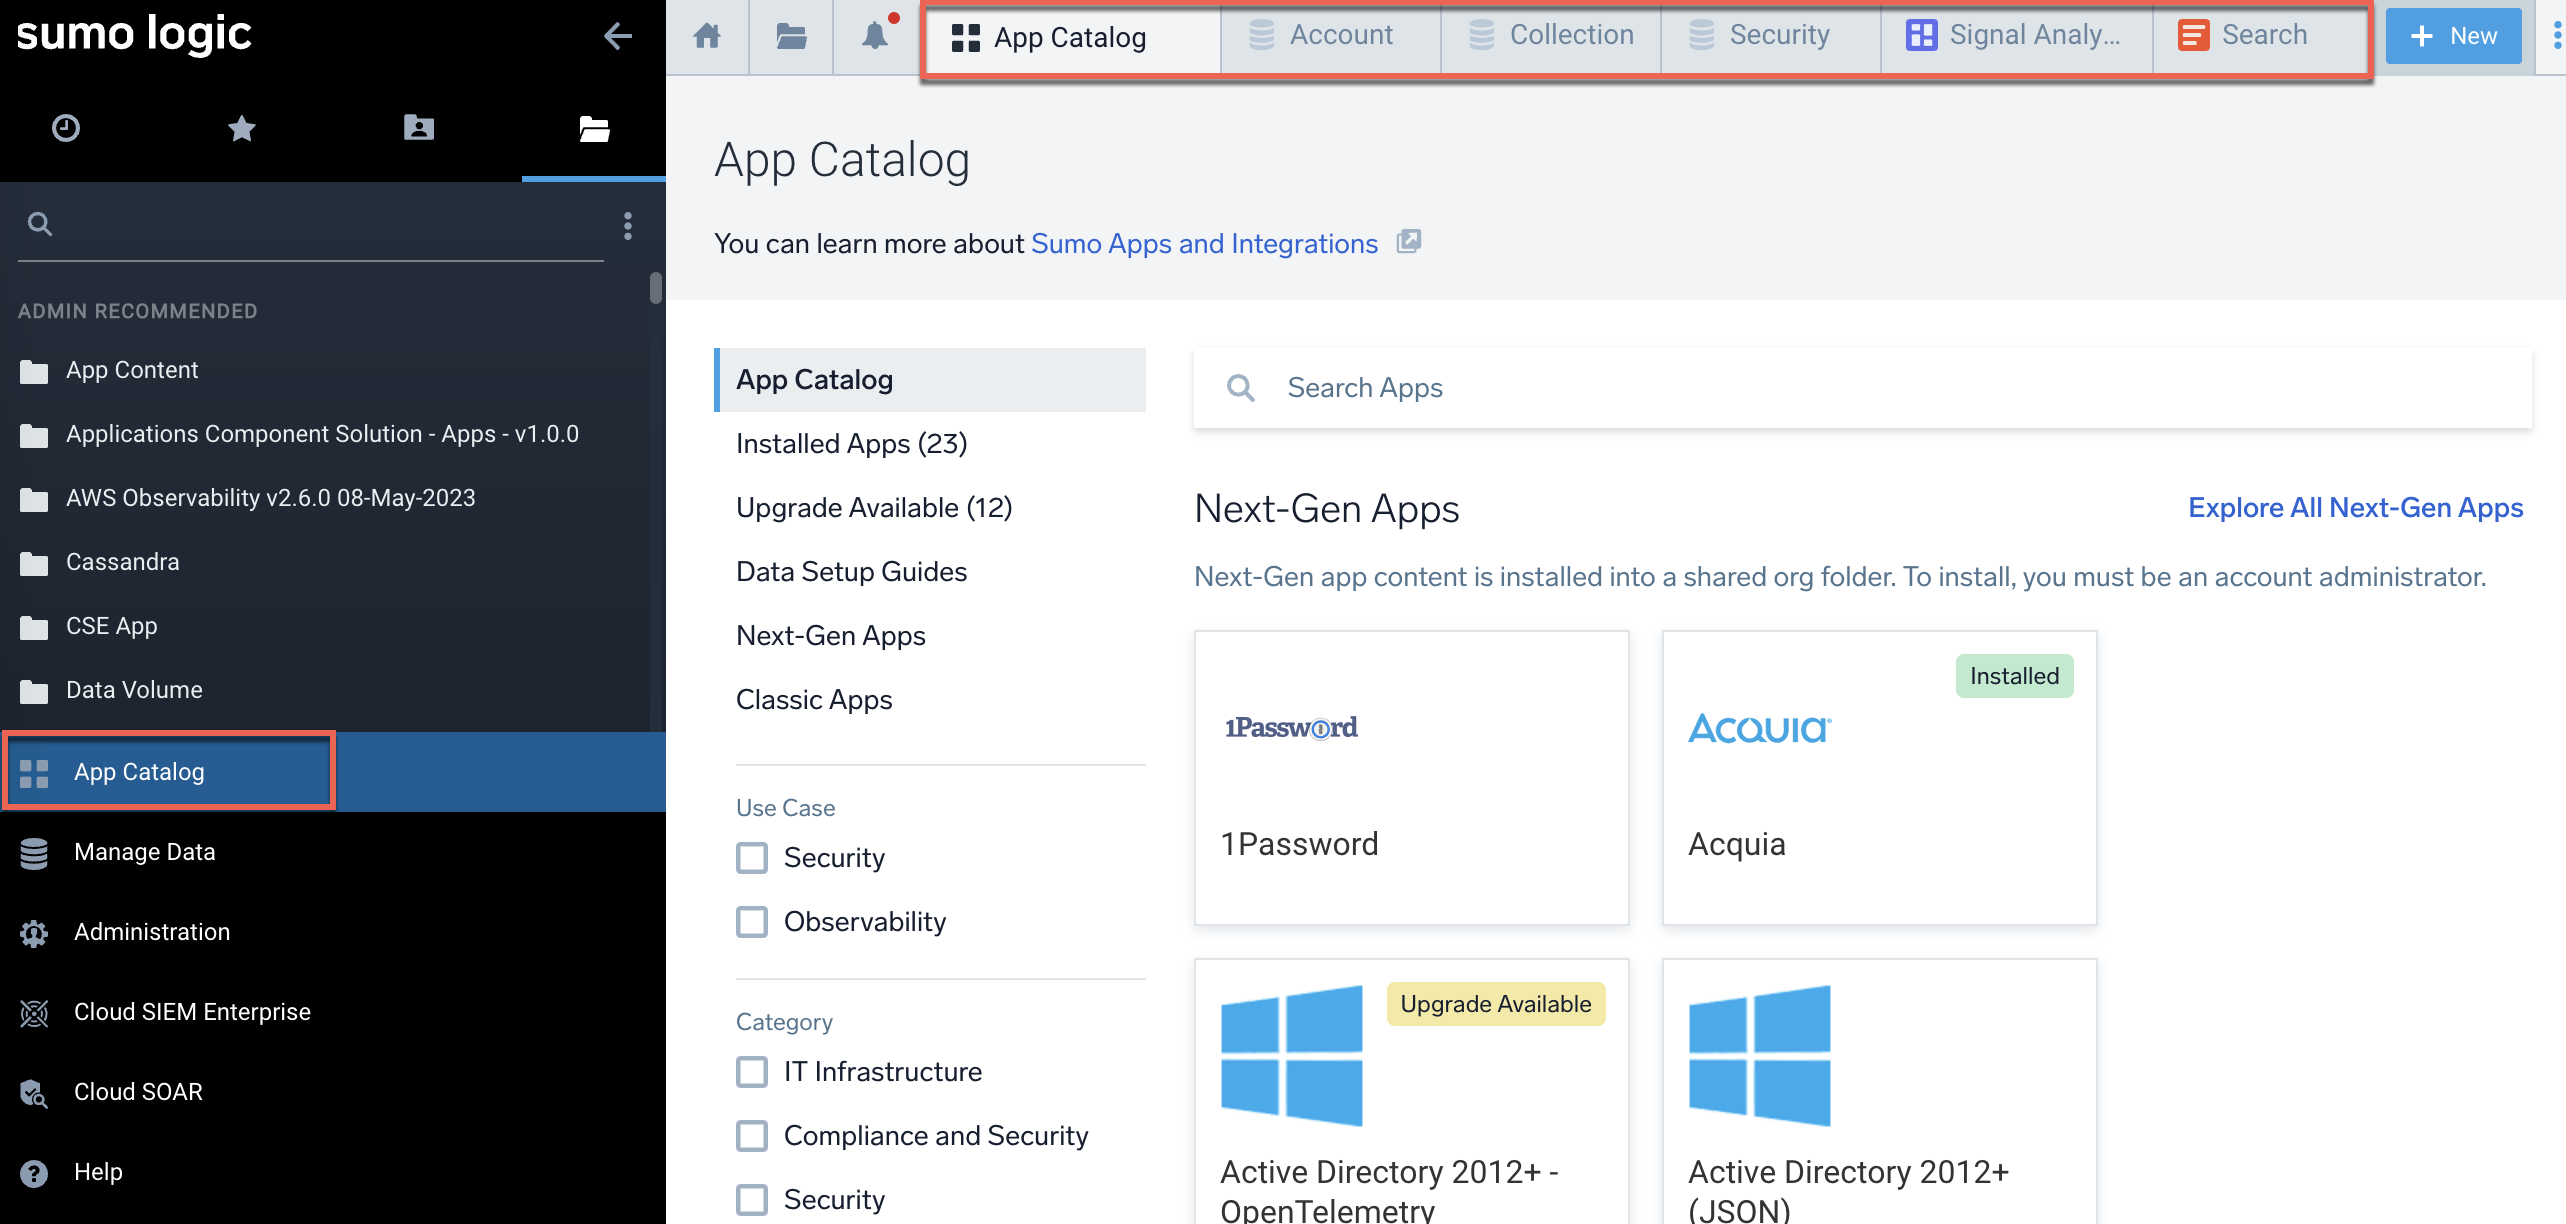 sumo logic
App Catalog
Account
Collection
Security
Signal Analy...
Search
New
ADMIN RECOMMENDED
App Content
Applications Component Solution - Apps - v1.0.0
AWS Observability v2.6.0 08-May-2023
Cassandra
CSE App
Data Volume
App Catalog
Manage Data
Administration
Cloud SIEM Enterprise
Cloud SOAR
Help
App Catalog
You can learn more about Sumo Apps and Integrations
App Catalog
Installed Apps (23)
Upgrade Available (12)
Data Setup Guides
Next-Gen Apps
Classic Apps
Use Case
Security
Observability
Category
IT Infrastructure
Compliance and Security
Security
Search Apps
Next-Gen Apps
Explore All Next-Gen Apps
Next-Gen app content is installed into a shared org folder. To install, you must be an account administrator.
1Password
1Password
Installed
Acquia
Acquia
Upgrade Available
Active Directory 2012+ -
OpenTelemetry
Active Directory 2012+
(JSON)